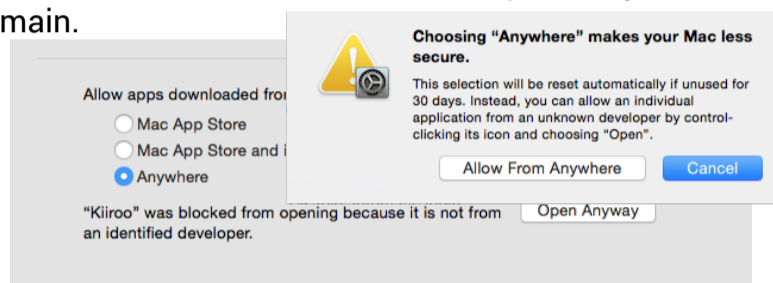 main.
Choosing “Anywhere” makes your Mac less
secure.
This selection will be reset automatically if unused for
30 days. Instead, you can allow an individual
application from an unknown developer by control-
clicking its icon and choosing “Open”.
Allow From Anywhere
Cancel
Allow apps downloaded
Mac App Store
Mac App Store and
Anywhere
“Kiiroo” was blocked from opening because it is not from
an identified developer.
Open Anyway